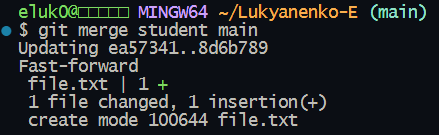 eluk0@□□□□□ MINGW64 ~/Lukyanenko-E (main)
$ git merge student main
Updating ea57341..8d6b789
Fast-forward
 file.txt | 1 +
 1 file changed, 1 insertion(+)
 create mode 100644 file.txt